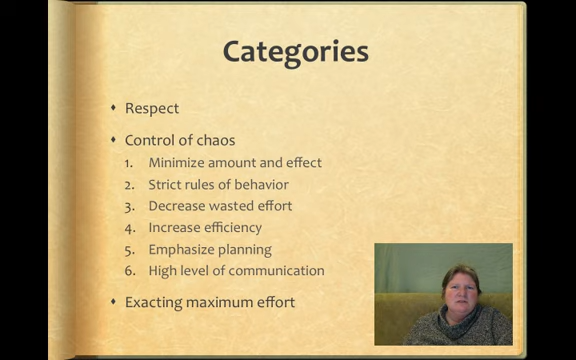 Categories
Respect
Control of chaos
1. Minimize amount and effect
2. Strict rules of behavior
3. Decrease wasted effort
4. Increase efficiency
5. Emphasize planning
6. High level of communication
Exacting maximum effort